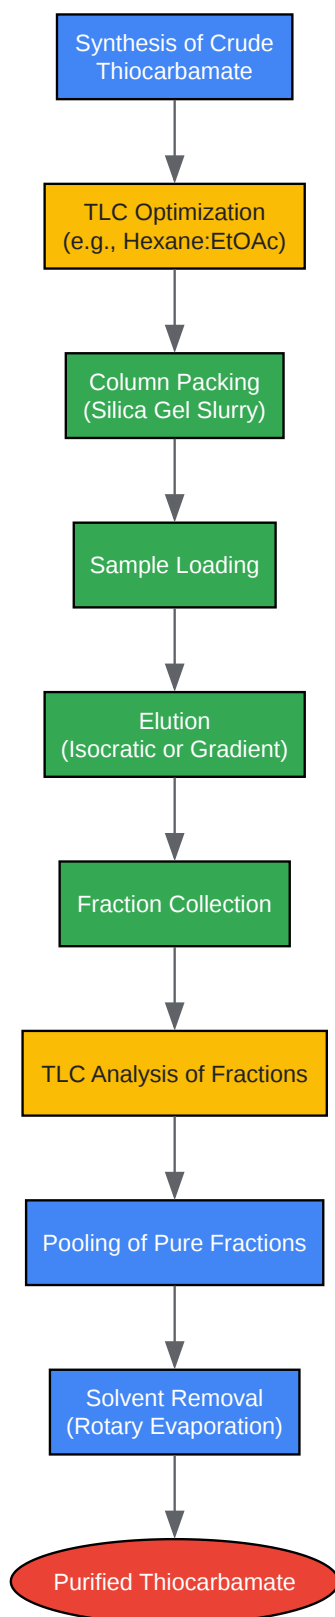 Synthesis of Crude
Thiocarbamate
TLC Optimization
(e.g., Hexane:EtOAc)
Column Packing
(Silica Gel Slurry)
Sample Loading
Elution
(Isocratic or Gradient)
Fraction Collection
TLC Analysis of Fractions
Pooling of Pure Fractions
Solvent Removal
(Rotary Evaporation)
Purified Thiocarbamate